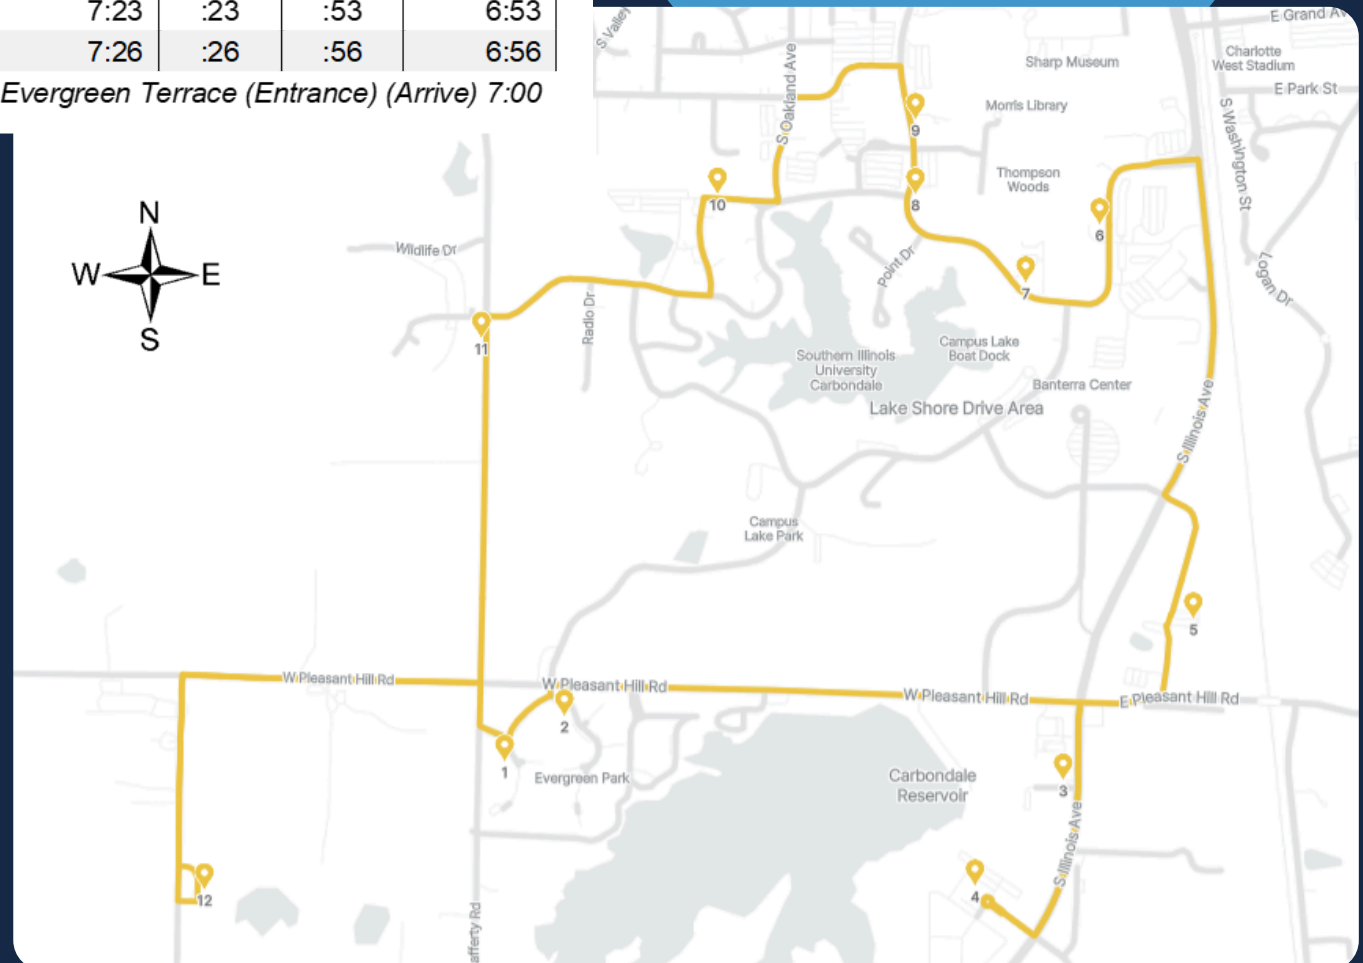 7:23 :23 :53 6:53
7:26 :26 :56 6:56
Evergreen Terrace (Entrance) (Arrive) 7:00
S Valley
S Oakland Ave
E Grand Av
Charlotte
West Stadium
Sharp Museum
E Park St
Morris Library
S Washington St
9
Thompson
Woods
N
10
8
6
W E
Wildlife Dr
Point Dr
Logan Dr
7
S
Radio Dr
11
Southern Illinois
University
Carbondale
Campus Lake
Boat Dock
Banterra Center
Lake Shore Drive Area
S Illinois Ave
Campus
Lake Park
5
W Pleasant Hill Rd
W Pleasant Hill Rd
W Pleasant Hill Rd
E Pleasant Hill Rd
2
1
Evergreen Park
Carbondale
Reservoir
3
S Illinois Ave
4
12
afferty Rd